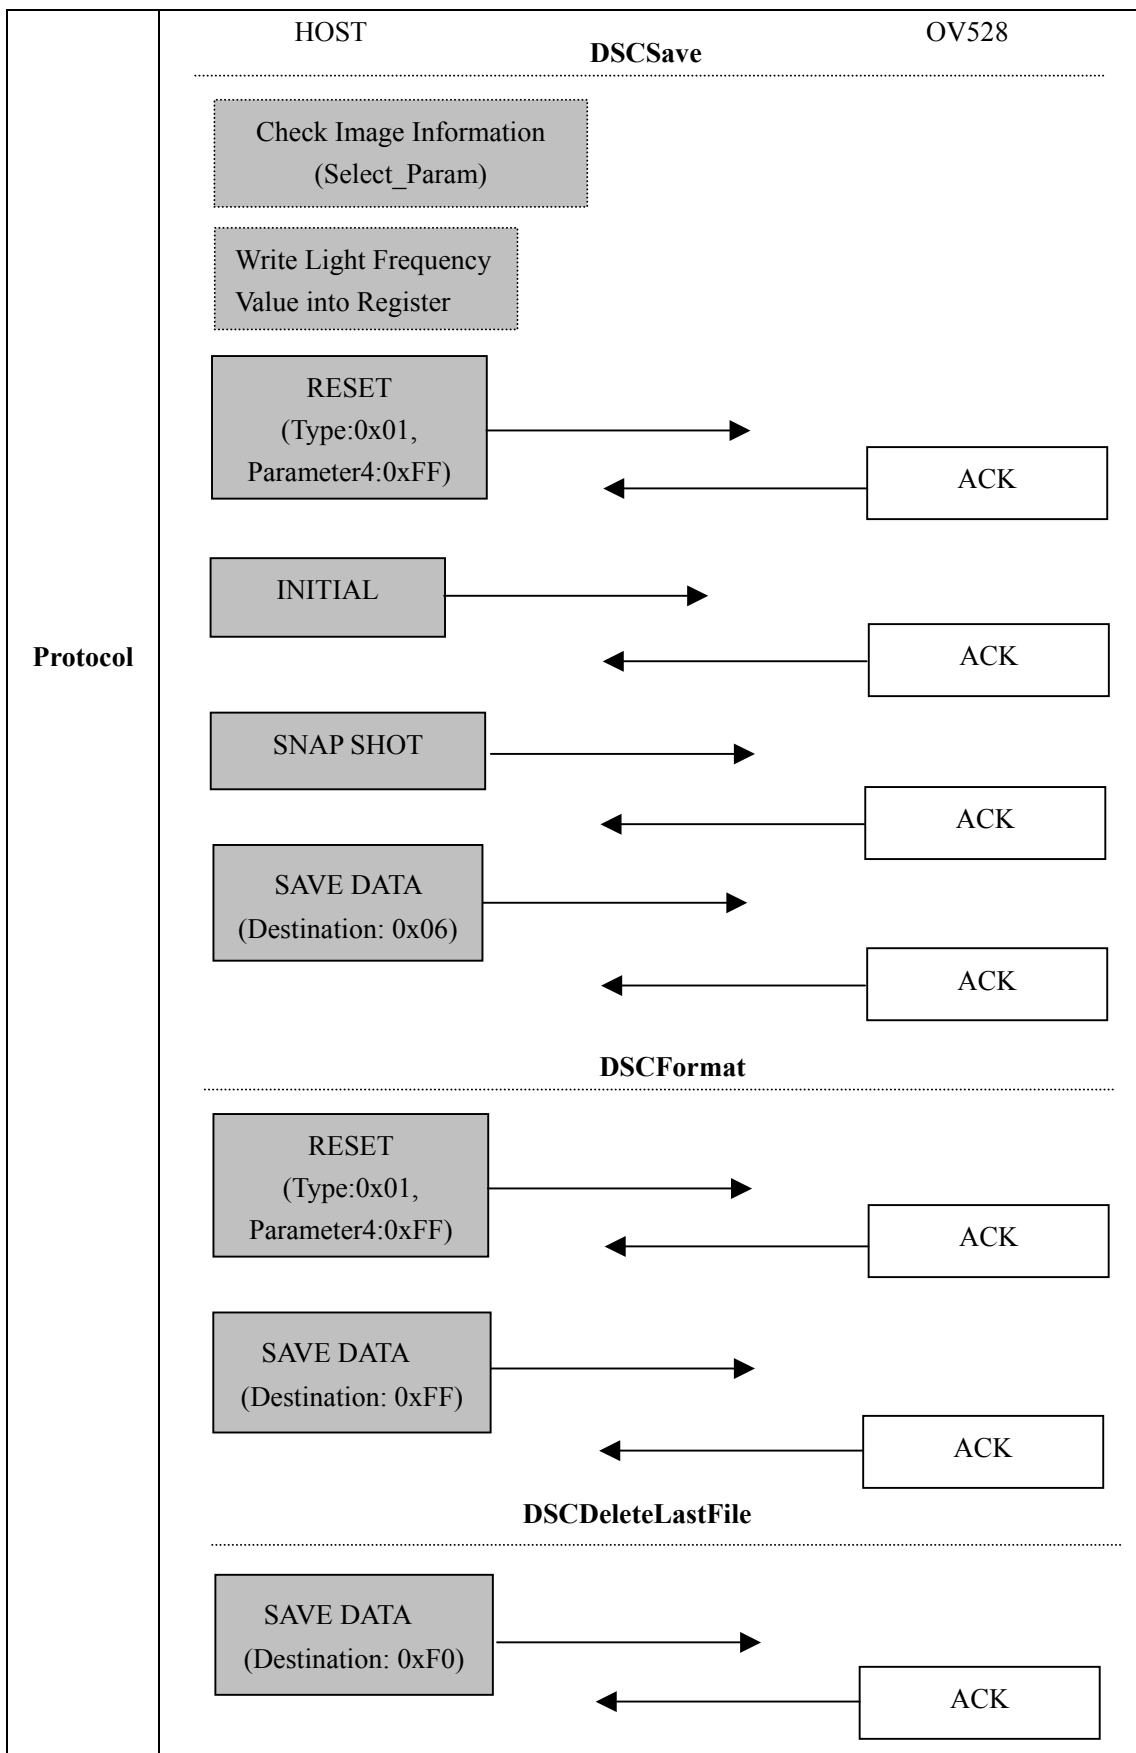 HOST
OV528
DSCSave
Check Image Information
(Select_Param)
Write Light Frequency
Value into Register
RESET
(Type:0x01,
Parameter4:0xFF)
ACK
INITIAL
ACK
Protocol
SNAP SHOT
ACK
SAVE DATA
(Destination: 0x06)
ACK
DSCFormat
RESET
(Type:0x01,
Parameter4:0xFF)
ACK
SAVE DATA
(Destination: 0xFF)
ACK
DSCDeleteLastFile
SAVE DATA
(Destination: 0xF0)
ACK